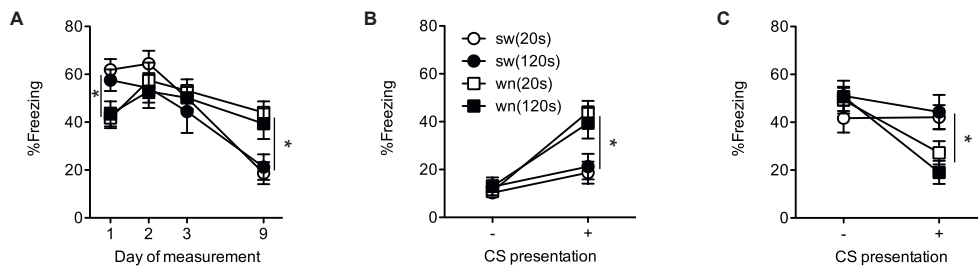 A
%Freezing
80
60
40
20
0
*
*
1
2
3
9
Day of measurement
B
%Freezing
80
60
40
20
0
sw(20s)
sw(120s)
wn(20s)
wn(120s)
*
-
+
CS presentation
C
%Freezing
80
60
40
20
0
*
-
+
CS presentation